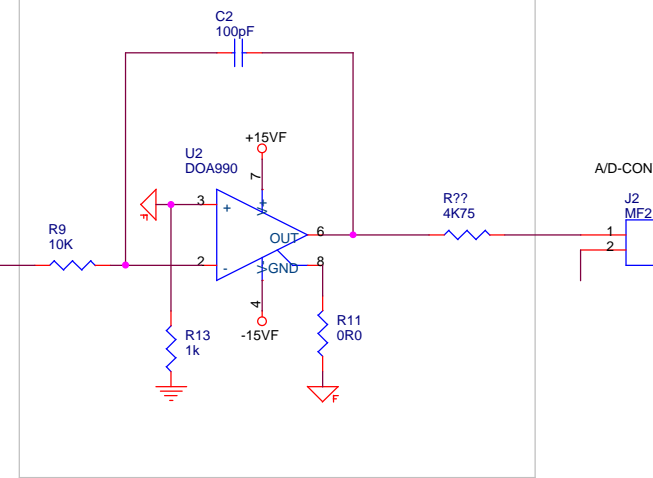 C2
100pF
+15VF
U2
DOA990
7
A/D-CON
3
+
V+
F
J2
MF2
R9
10K
R??
4K75
OUT
6
1
2
2
-
V-
GND
8
4
-15VF
R13
1k
R11
0R0
F